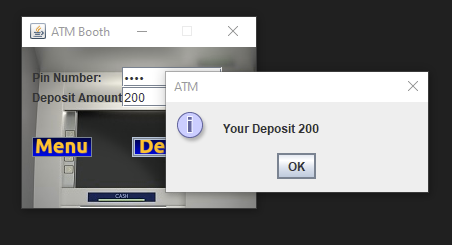 ATM Booth
Pin Number: ••••
Deposit Amount 200
Menu De
CASH
ATM
Your Deposit 200
OK